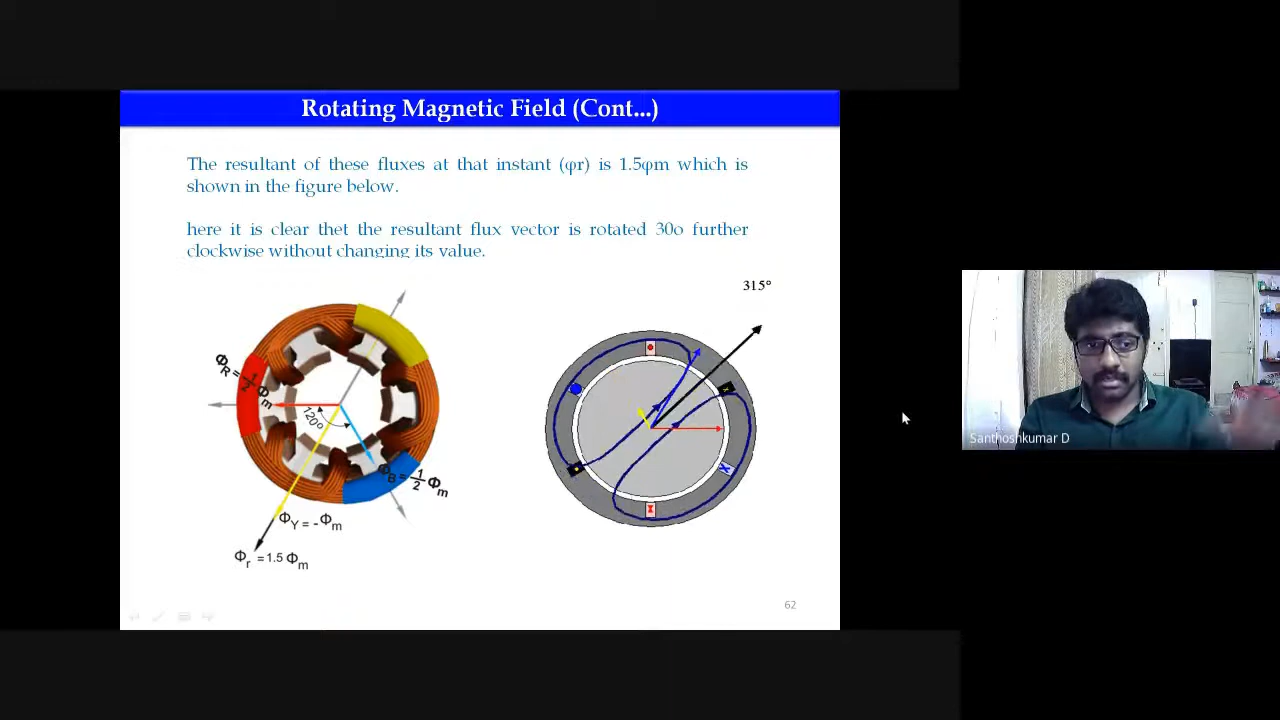 Rotating Magnetic Field (Cont...)
The resultant of these fluxes at that instant (φr) is 1.5φm which is
shown in the figure below.
here it is clear thet the resultant flux vector is rotated 30o further
clockwise without changing its value.
315°
ΦR = 1/2 Φm
120°
ΦB = 1/2 Φm
ΦY = -Φm
Φr = 1.5 Φm
Santhoshkumar D
62